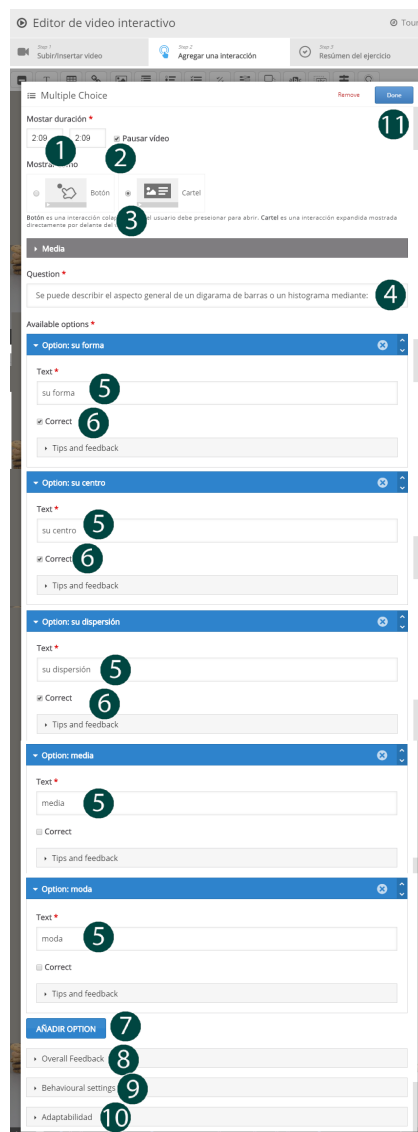 Editor de video interactivo
Tour
Step 1
Subir/Insertar video
Step 2
Agregar una interacción
Step 3
Resúmen del ejercicio
Multiple Choice
Remove
Done
11
Mostar duración *
2:09
2:09
Pausar vídeo
1
2
Botón
Cartel
3
Botón es una interacción
usuario debe presionar para abrir. Cartel es una interacción expandida mostrada
directamente por delante del
Media
Question *
Se puede describir el aspecto general de un digarama de barras o un histograma mediante:
4
Available options *
Option: su forma
Text *
su forma
5
Correct
6
Tips and feedback
Option: su centro
Text *
su centro
5
Correct
6
Tips and feedback
Option: su dispersión
Text *
su dispersión
5
Correct
6
Tips and feedback
Option: media
Text *
media
5
Correct
Tips and feedback
Option: moda
Text *
moda
5
Correct
Tips and feedback
AÑADIR OPTION
7
Overall Feedback
8
Behavioural settings
9
Adaptabilidad
10